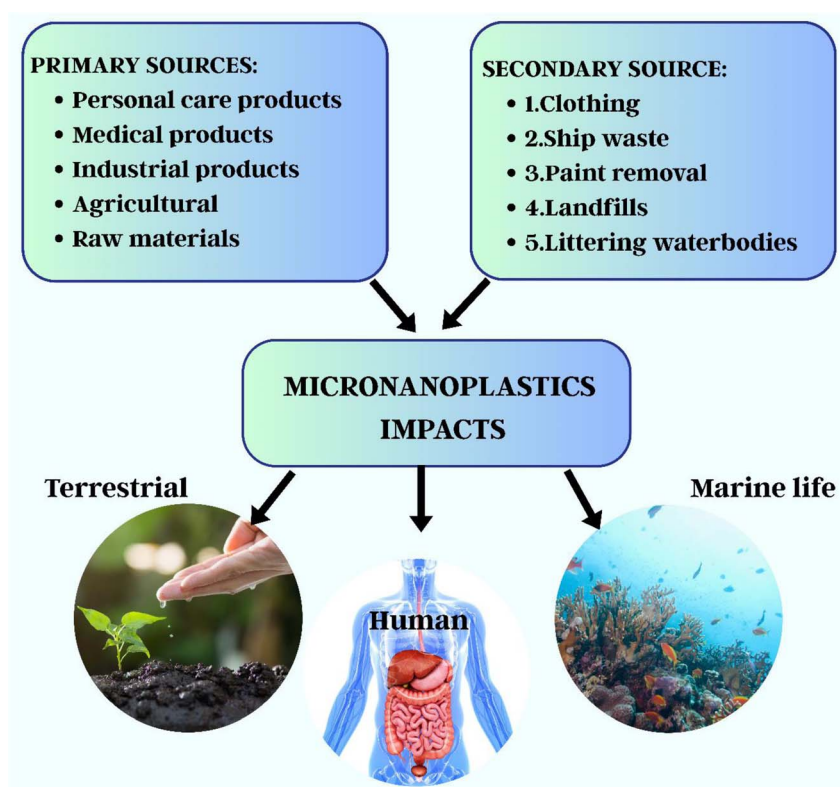 PRIMARY SOURCES:
• Personal care products
• Medical products
• Industrial products
• Agricultural
• Raw materials
SECONDARY SOURCE:
• 1.Clothing
• 2.Ship waste
• 3.Paint removal
• 4.Landfills
• 5.Littering waterbodies
MICRONANOPLASTICS
IMPACTS
Terrestrial
Human
Marine life